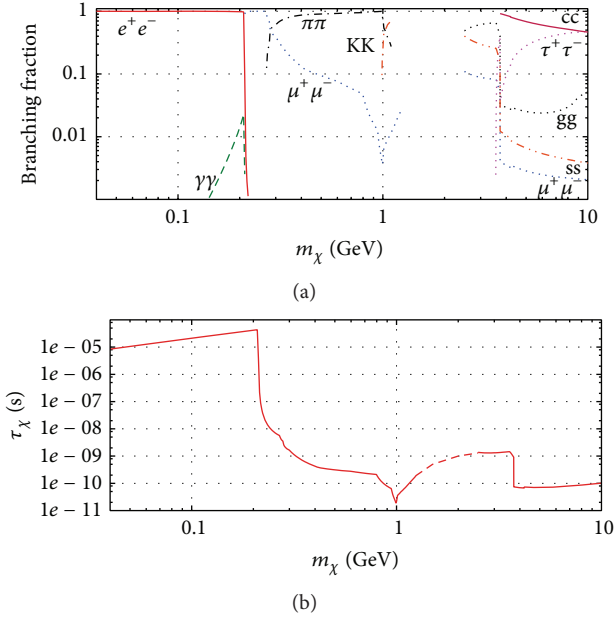 Branching fraction
1
0.1
0.01
e⁺e⁻
ππ
KK
μ⁺μ⁻
γγ
cc
τ⁺τ⁻
gg
ss
μ⁺μ⁻
0.1
1
10
m_χ (GeV)
(a)
τ_χ (s)
1e − 05
1e − 06
1e − 07
1e − 08
1e − 09
1e − 10
1e − 11
0.1
1
10
m_χ (GeV)
(b)